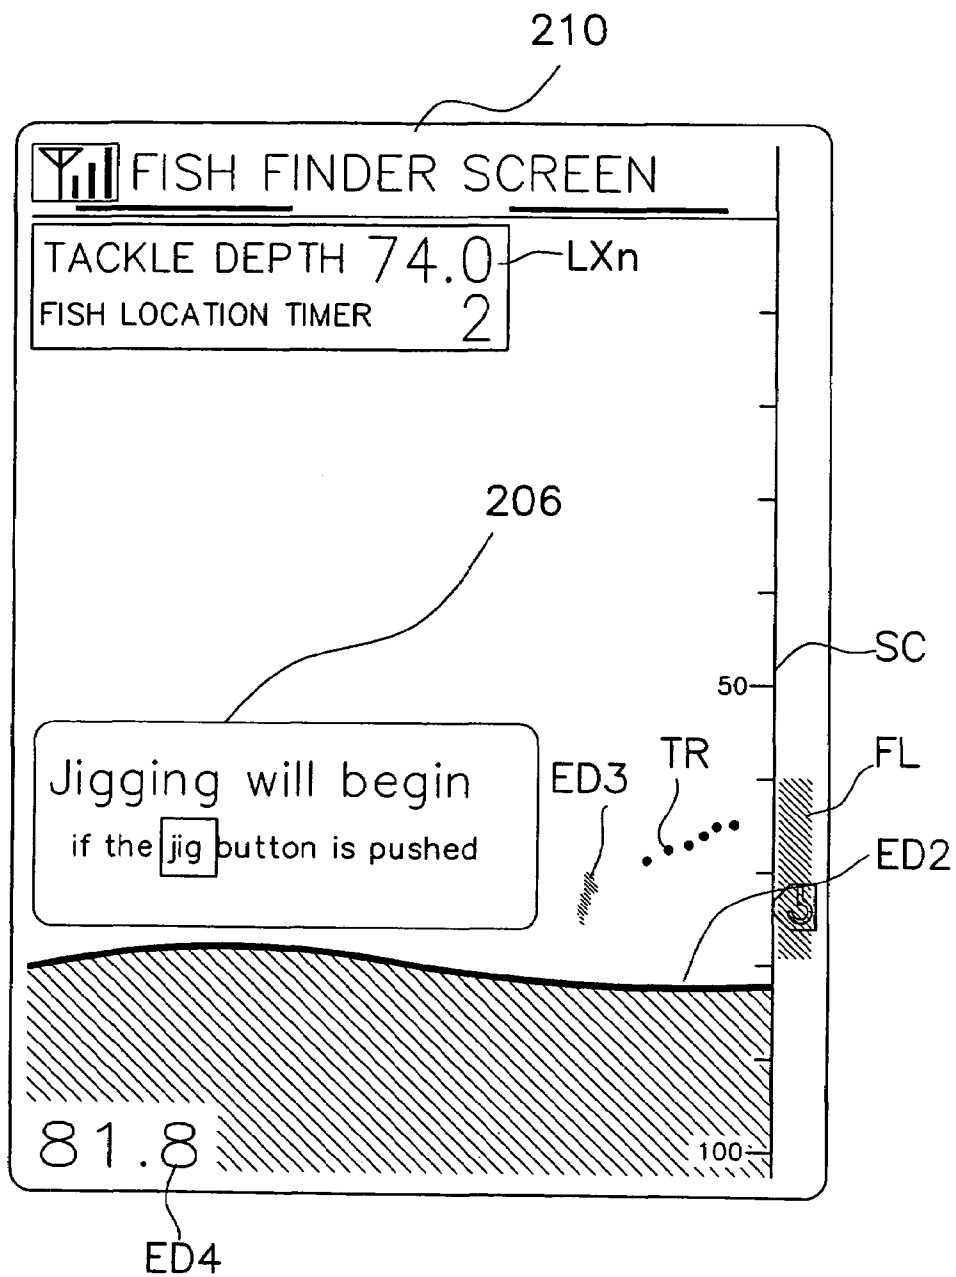 210
FISH FINDER SCREEN
TACKLE DEPTH 74.0
LXn
FISH LOCATION TIMER 2
206
SC
50
Jigging will begin
if the jig button is pushed
ED3
TR
FL
ED2
81.8
100
ED4